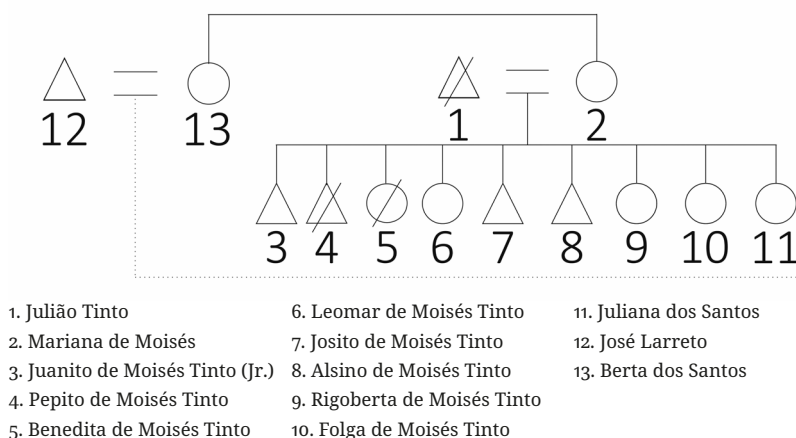 12 13 1 2
3 4 5 6 7 8 9 10 11
1. Julião Tinto
2. Mariana de Moisés
3. Juanito de Moisés Tinto (Jr.)
4. Pepito de Moisés Tinto
5. Benedita de Moisés Tinto
6. Leomar de Moisés Tinto
7. Josito de Moisés Tinto
8. Alsino de Moisés Tinto
9. Rigoberta de Moisés Tinto
10. Folga de Moisés Tinto
11. Juliana dos Santos
12. José Larreto
13. Berta dos Santos